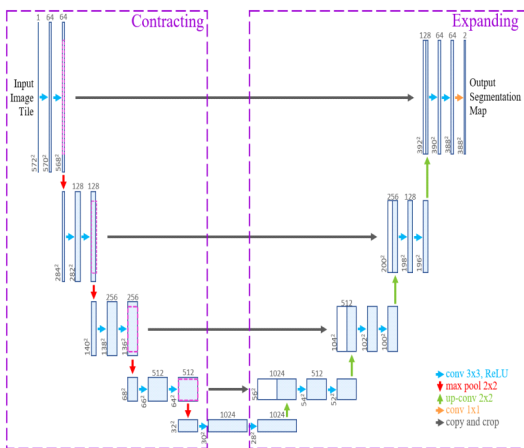 Contracting
Expanding
1 64 64
128 64 64 2
Input
Image
Tile
Output
Segmentation
Map
572²
570²
568²
392²
390²
388²
388²
128 128
256 128
284²
282²
200²
198²
196²
256 256
512
140²
138²
136²
104²
102²
100²
512 512
1024 512
68²
66²
64²
56²
54²
52²
1024 1024
32²
30²
28²
conv 3x3, ReLU
max pool 2x2
up-conv 2x2
conv 1x1
copy and crop